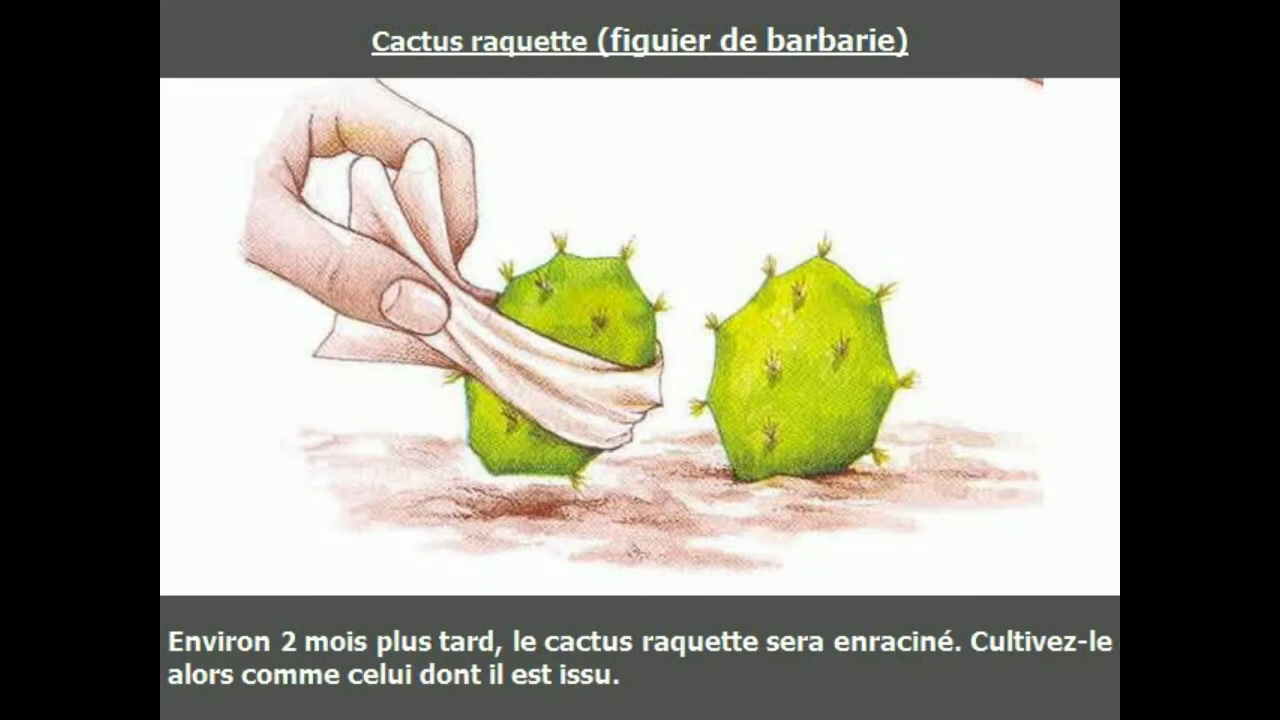 Cactus raquette (figuier de barbarie)
Environ 2 mois plus tard, le cactus raquette sera enraciné. Cultivez-le
alors comme celui dont il est issu.